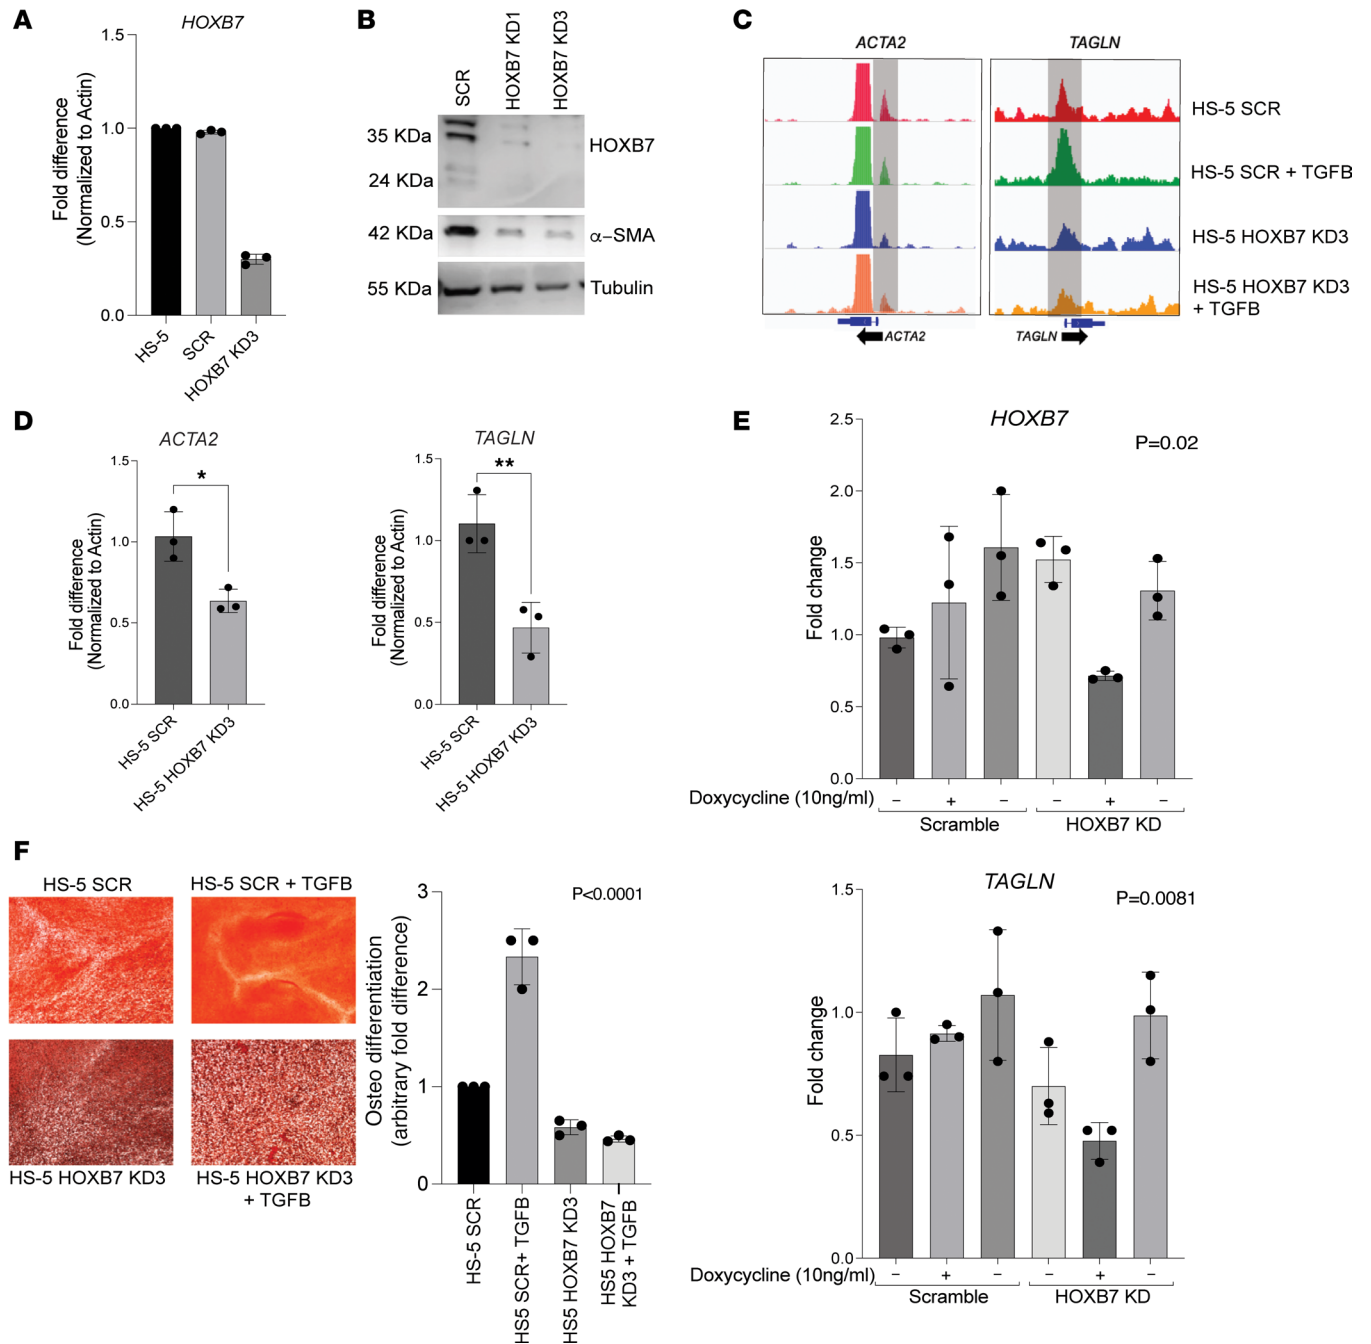 A
HOXB7
Fold difference
(Normalized to Actin)
1.5
1.0
0.5
0.0
HS-5
SCR
HOXB7 KD3
B
SCR
HOXB7 KD1
HOXB7 KD3
35 KDa
24 KDa
HOXB7
42 KDa
α–SMA
55 KDa
Tubulin
C
ACTA2
TAGLN
HS-5 SCR
HS-5 SCR + TGFB
HS-5 HOXB7 KD3
HS-5 HOXB7 KD3
+ TGFB
ACTA2
TAGLN
D
ACTA2
Fold difference
(Normalized to Actin)
1.5
1.0
0.5
0.0
*
HS-5 SCR
HS-5 HOXB7 KD3
TAGLN
Fold difference
(Normalized to Actin)
1.5
1.0
0.5
0.0
**
HS-5 SCR
HS-5 HOXB7 KD3
E
HOXB7
P=0.02
Fold change
2.5
2.0
1.5
1.0
0.5
0.0
Doxycycline (10ng/ml) – + – – + –
Scramble HOXB7 KD
TAGLN
P=0.0081
Fold change
1.5
1.0
0.5
0.0
Doxycycline (10ng/ml) – + – – + –
Scramble HOXB7 KD
F
HS-5 SCR
HS-5 SCR + TGFB
HS-5 HOXB7 KD3
HS-5 HOXB7 KD3
+ TGFB
P<0.0001
Osteo differentiation
(arbitrary fold difference)
3
2
1
0
HS-5 SCR
HS5 SCR+ TGFB
HS5 HOXB7 KD3
HS5 HOXB7
KD3 + TGFB